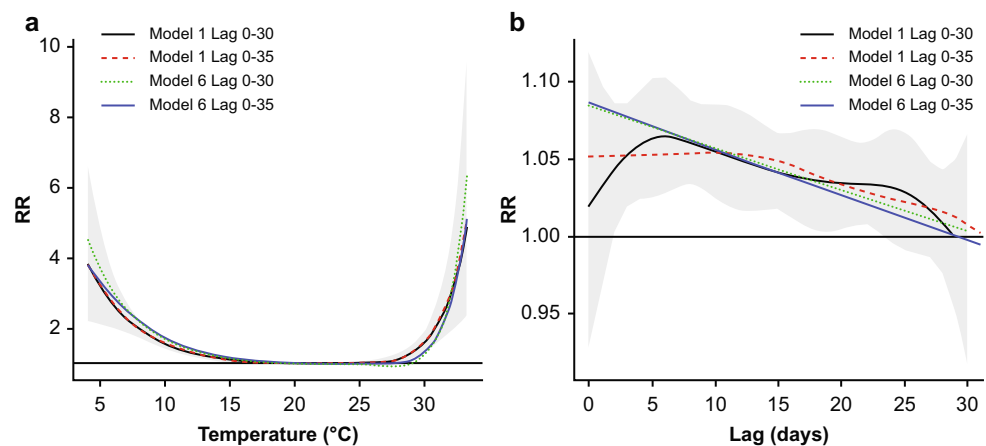 a
Model 1 Lag 0-30
Model 1 Lag 0-35
Model 6 Lag 0-30
Model 6 Lag 0-35
10
8
6
4
2
RR
5 10 15 20 25 30
Temperature (°C)
b
Model 1 Lag 0-30
Model 1 Lag 0-35
Model 6 Lag 0-30
Model 6 Lag 0-35
1.10
1.05
1.00
0.95
RR
0 5 10 15 20 25 30
Lag (days)